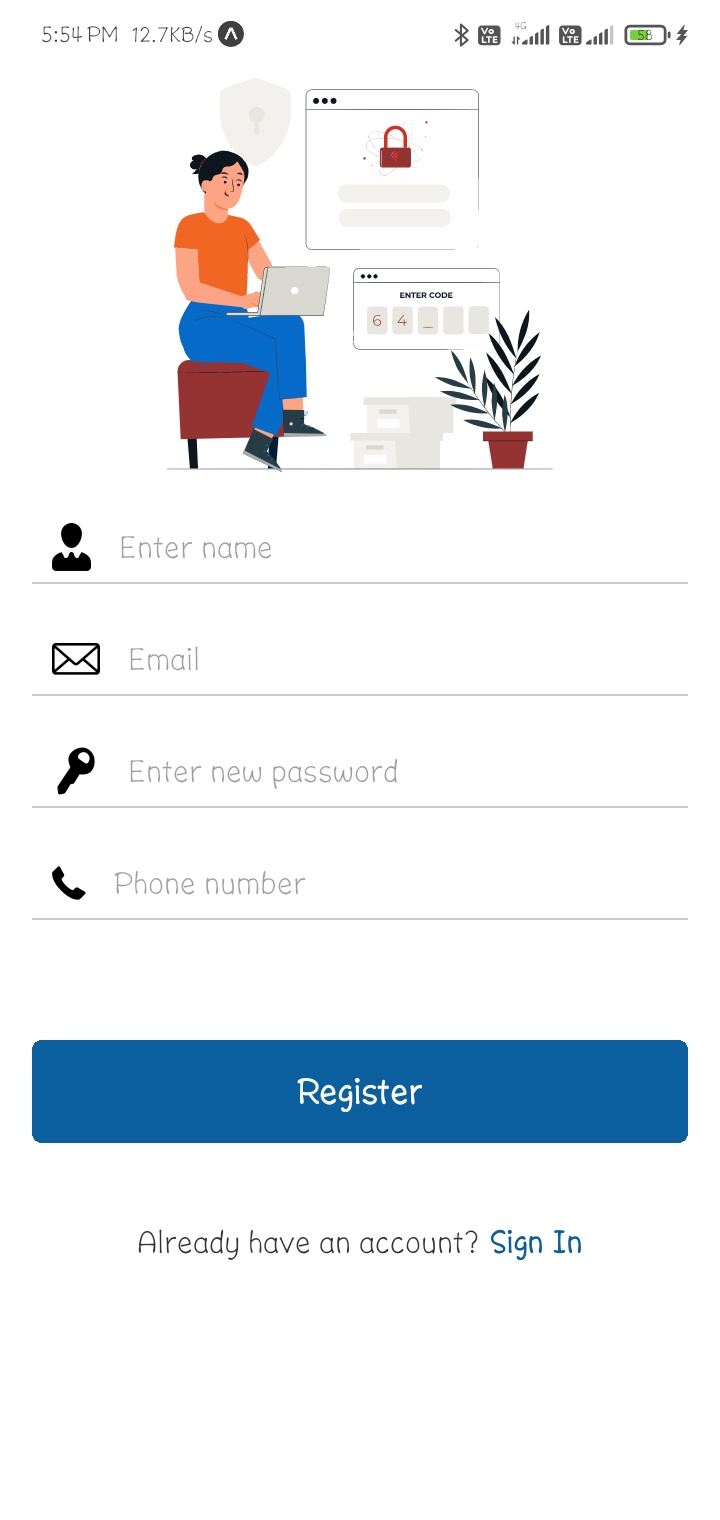 5:54 PM 12.7KB/s Vo LTE 4G Vo LTE 58
ENTER CODE
6 4 _
Enter name
Email
Enter new password
Phone number
Register
Already have an account? Sign In